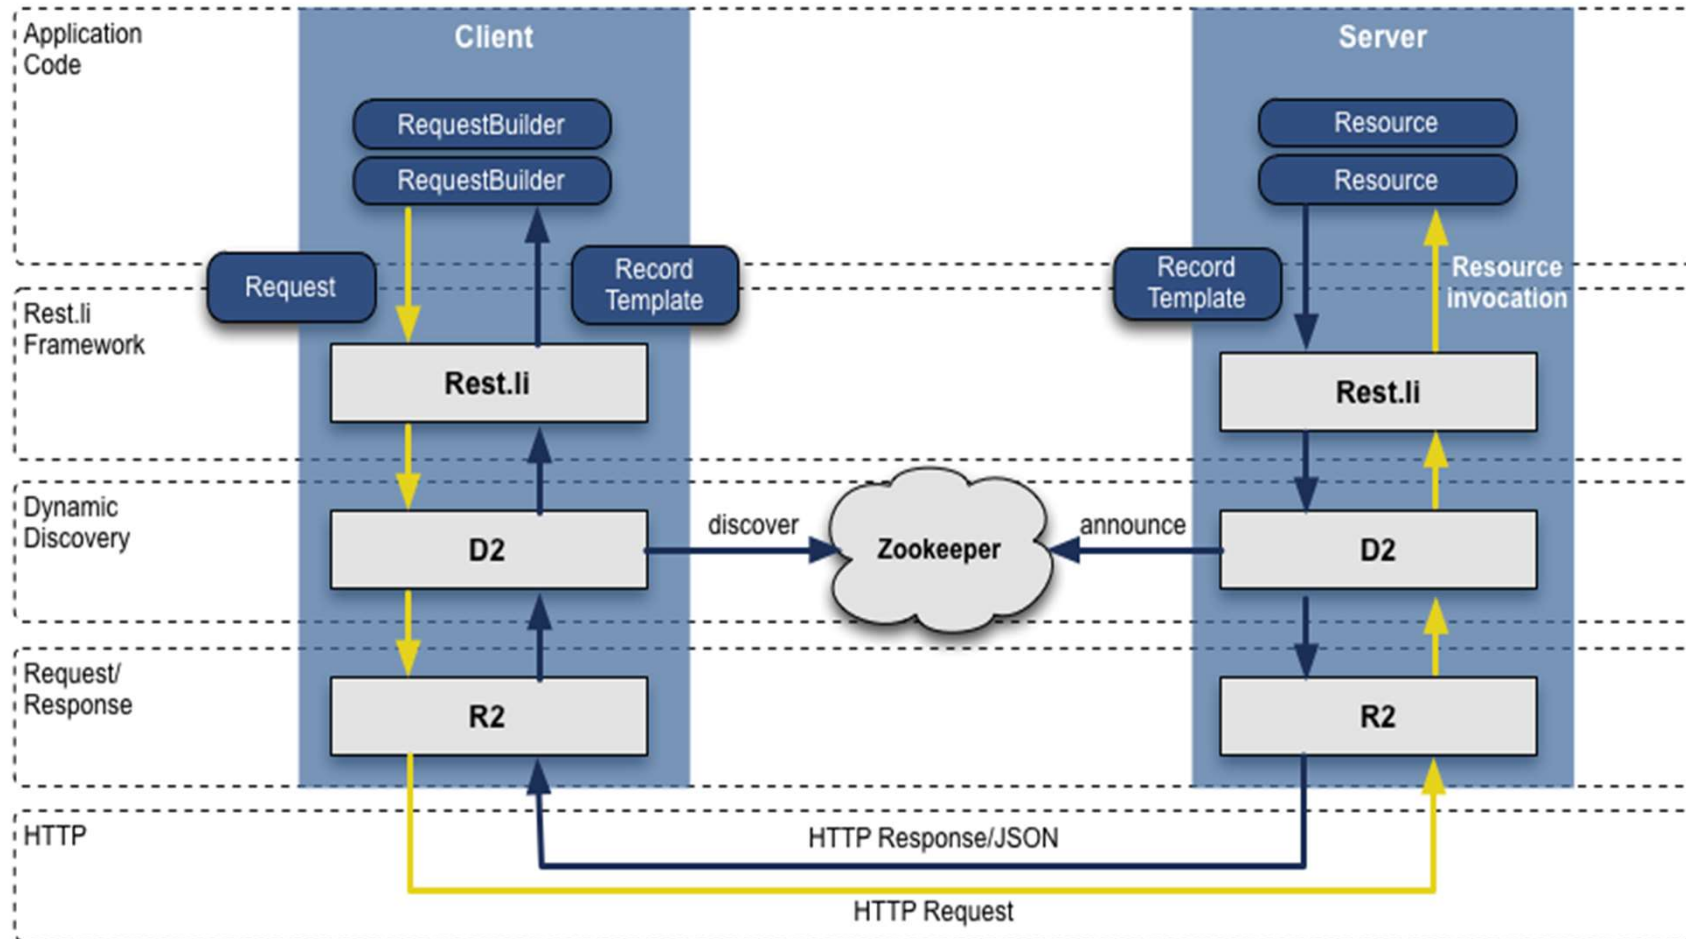 Application
Code
Client
Server
RequestBuilder
RequestBuilder
Resource
Resource
Request
Record
Template
Record
Template
Resource
invocation
Rest.li
Framework
Rest.li
Rest.li
Dynamic
Discovery
D2
discover
Zookeeper
announce
D2
Request/
Response
R2
R2
HTTP
HTTP Response/JSON
HTTP Request